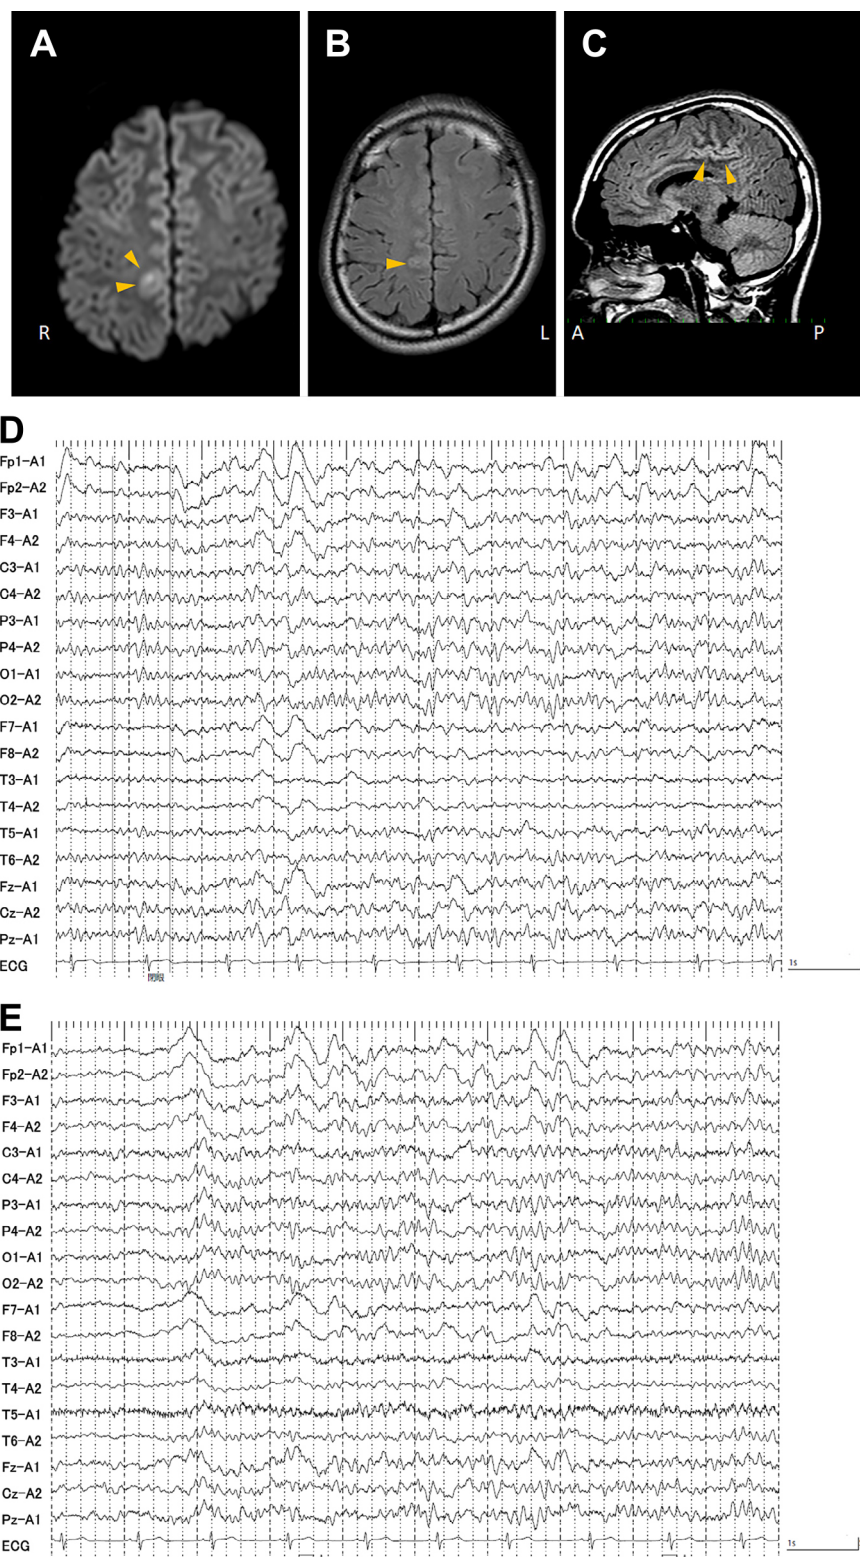 A B C
R L A P
D
Fp1-A1
Fp2-A2
F3-A1
F4-A2
C3-A1
C4-A2
P3-A1
P4-A2
O1-A1
O2-A2
F7-A1
F8-A2
T3-A1
T4-A2
T5-A1
T6-A2
Fz-A1
Cz-A2
Pz-A1
ECG
1s
E
Fp1-A1
Fp2-A2
F3-A1
F4-A2
C3-A1
C4-A2
P3-A1
P4-A2
O1-A1
O2-A2
F7-A1
F8-A2
T3-A1
T4-A2
T5-A1
T6-A2
Fz-A1
Cz-A2
Pz-A1
ECG
1s